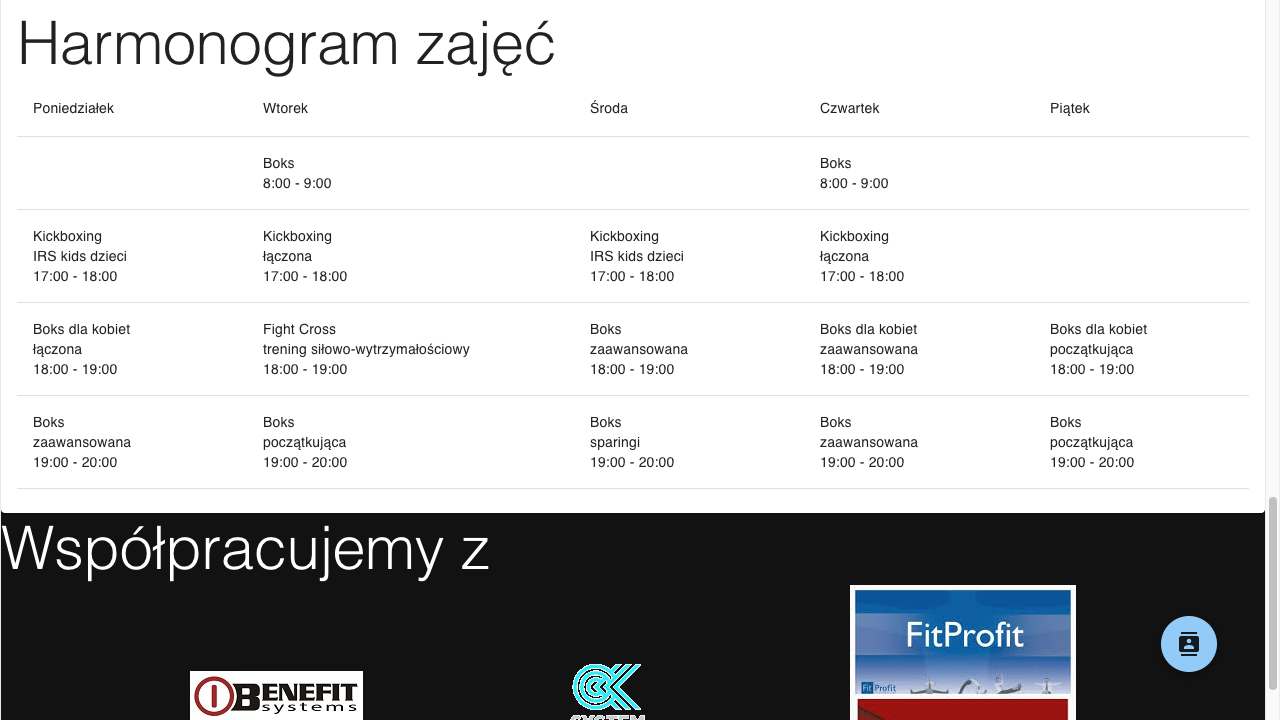 Harmonogram zajęć
Poniedziałek Wtorek Środa Czwartek Piątek
Boks Boks
8:00 - 9:00 8:00 - 9:00
Kickboxing Kickboxing Kickboxing Kickboxing
IRS kids dzieci łączona IRS kids dzieci łączona
17:00 - 18:00 17:00 - 18:00 17:00 - 18:00 17:00 - 18:00
Boks dla kobiet Fight Cross Boks Boks dla kobiet Boks dla kobiet
łączona trening siłowo-wytrzymałościowy zaawansowana zaawansowana początkująca
18:00 - 19:00 18:00 - 19:00 18:00 - 19:00 18:00 - 19:00 18:00 - 19:00
Boks Boks Boks Boks Boks
zaawansowana początkująca sparingi zaawansowana początkująca
19:00 - 20:00 19:00 - 20:00 19:00 - 20:00 19:00 - 20:00 19:00 - 20:00
Współpracujemy z
FitProfit
Fit Profit
BENEFIT
systems
OK
SYSTEM